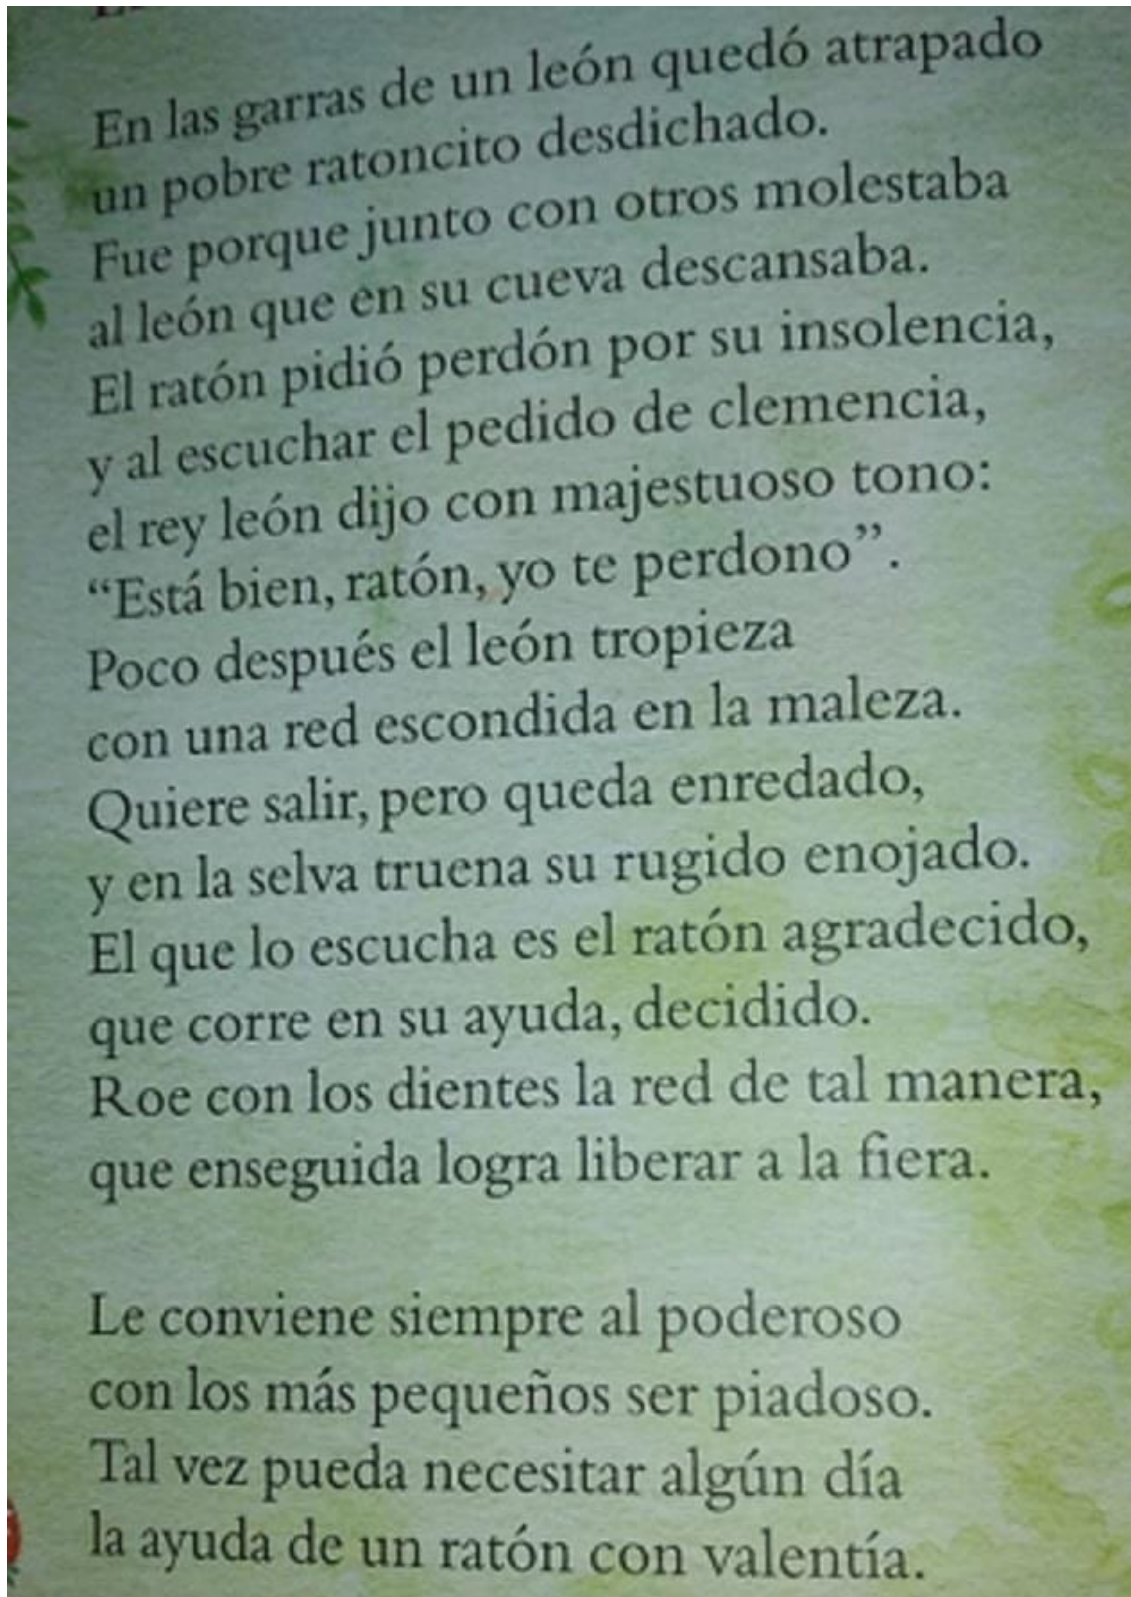 En las garras de un león quedó atrapado
un pobre ratoncito desdichado.
Fue porque junto con otros molestaba
al león que en su cueva descansaba.
El ratón pidió perdón por su insolencia,
y al escuchar el pedido de clemencia,
el rey león dijo con majestuoso tono:
“Está bien, ratón, yo te perdono”.
Poco después el león tropieza
con una red escondida en la maleza.
Quiere salir, pero queda enredado,
y en la selva truena su rugido enojado.
El que lo escucha es el ratón agradecido,
que corre en su ayuda, decidido.
Roe con los dientes la red de tal manera,
que enseguida logra liberar a la fiera.
Le conviene siempre al poderoso
con los más pequeños ser piadoso.
Tal vez pueda necesitar algún día
la ayuda de un ratón con valentía.